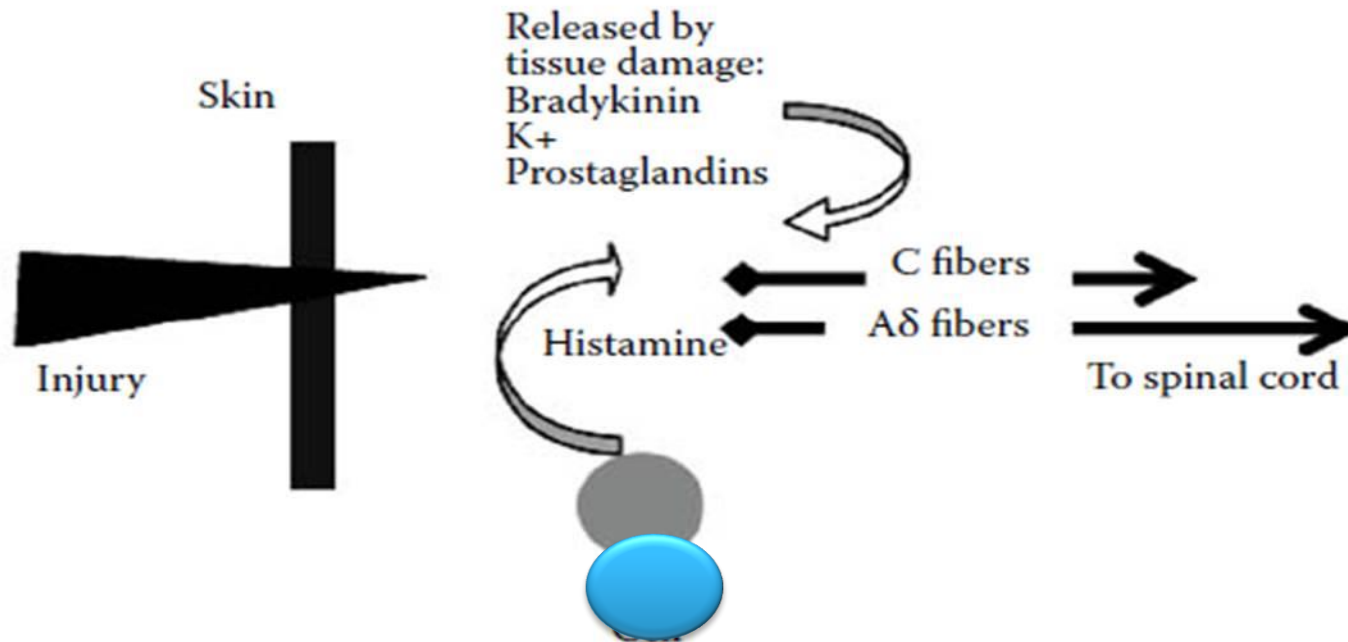 Released by
tissue damage:
Bradykinin
K+
Prostaglandins
Skin
C fibers
Histamine
Aδ fibers
Injury
To spinal cord